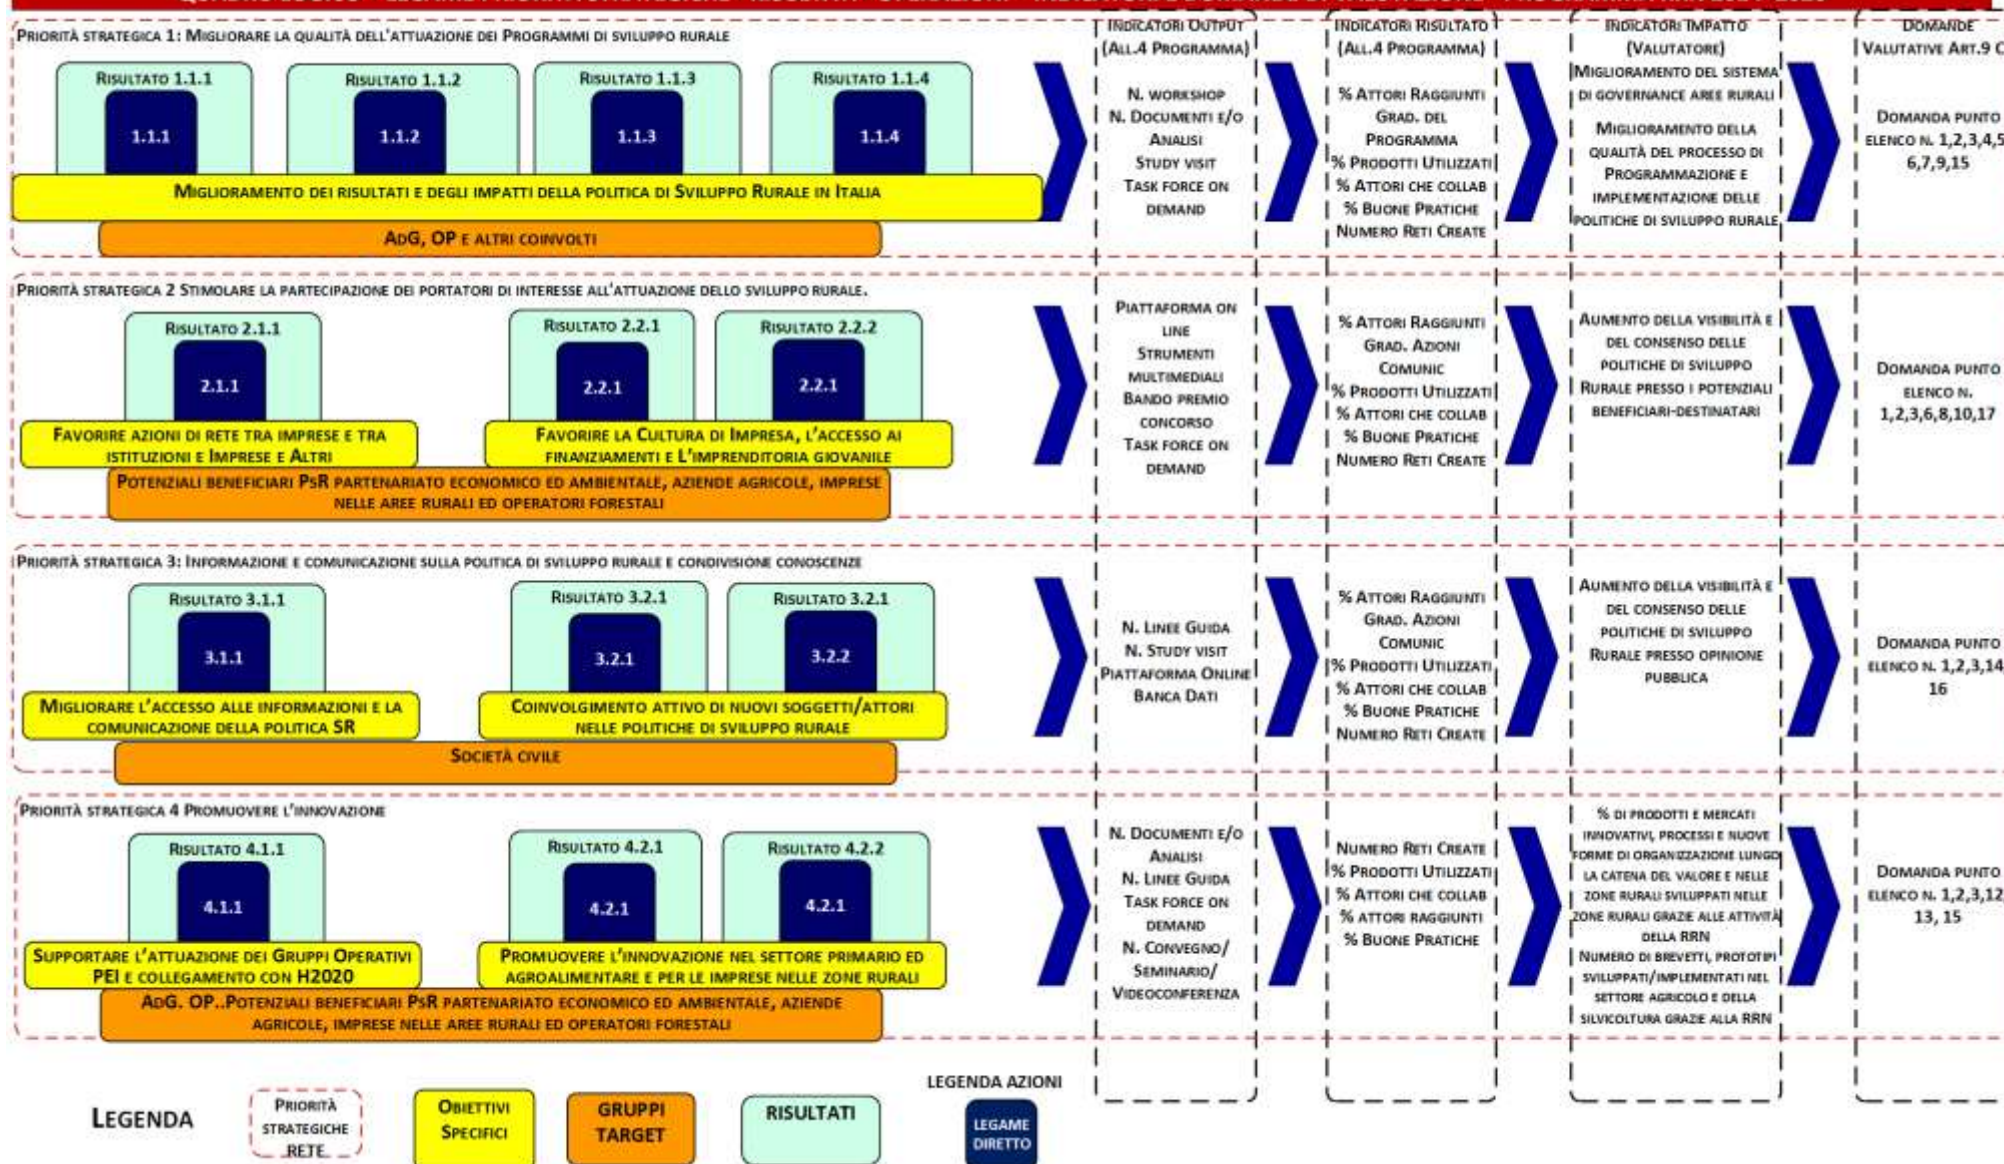 PRIORITÀ STRATEGICA 1: MIGLIORARE LA QUALITÀ DELL'ATTUAZIONE DEI PROGRAMMI DI SVILUPPO RURALE
RISULTATO 1.1.1
RISULTATO 1.1.2
RISULTATO 1.1.3
RISULTATO 1.1.4
1.1.1
1.1.2
1.1.3
1.1.4
MIGLIORAMENTO DEI RISULTATI E DEGLI IMPATTI DELLA POLITICA DI SVILUPPO RURALE IN ITALIA
ADG, OP E ALTRI COINVOLTI
INDICATORI OUTPUT
(ALL.4 PROGRAMMA)
N. WORKSHOP
N. DOCUMENTI E/O
ANALISI
STUDY VISIT
TASK FORCE ON
DEMAND
INDICATORI RISULTATO
(ALL.4 PROGRAMMA)
% ATTORI RAGGIUNTI
GRAD. DEL
PROGRAMMA
% PRODOTTI UTILIZZATI
% ATTORI CHE COLLAB
% BUONE PRATICHE
NUMERO RETI CREATE
INDICATORI IMPATTO
(VALUTATORE)
MIGLIORAMENTO DEL SISTEMA
DI GOVERNANCE AREE RURALI
MIGLIORAMENTO DELLA
QUALITÀ DEL PROCESSO DI
PROGRAMMAZIONE E
IMPLEMENTAZIONE DELLE
POLITICHE DI SVILUPPO RURALE
DOMANDE
VALUTATIVE ART.9 C
DOMANDA PUNTO
ELENCO N. 1,2,3,4,5
6,7,9,15
PRIORITÀ STRATEGICA 2 STIMOLARE LA PARTECIPAZIONE DEI PORTATORI DI INTERESSE ALL'ATTUAZIONE DELLO SVILUPPO RURALE.
RISULTATO 2.1.1
RISULTATO 2.2.1
RISULTATO 2.2.2
2.1.1
2.2.1
2.2.1
FAVORIRE AZIONI DI RETE TRA IMPRESE E TRA
ISTITUZIONI E IMPRESE E ALTRI
FAVORIRE LA CULTURA DI IMPRESA, L'ACCESSO AI
FINANZIAMENTI E L'IMPRENDITORIA GIOVANILE
POTENZIALI BENEFICIARI PSR PARTENARIATO ECONOMICO ED AMBIENTALE, AZIENDE AGRICOLE, IMPRESE
NELLE AREE RURALI ED OPERATORI FORESTALI
PIATTAFORMA ON
LINE
STRUMENTI
MULTIMEDIALI
BANDO PREMIO
CONCORSO
TASK FORCE ON
DEMAND
% ATTORI RAGGIUNTI
GRAD. AZIONI
COMUNIC
% PRODOTTI UTILIZZATI
% ATTORI CHE COLLAB
% BUONE PRATICHE
NUMERO RETI CREATE
AUMENTO DELLA VISIBILITÀ E
DEL CONSENSO DELLE
POLITICHE DI SVILUPPO
RURALE PRESSO I POTENZIALI
BENEFICIARI-DESTINATARI
DOMANDA PUNTO
ELENCO N.
1,2,3,6,8,10,17
PRIORITÀ STRATEGICA 3: INFORMAZIONE E COMUNICAZIONE SULLA POLITICA DI SVILUPPO RURALE E CONDIVISIONE CONOSCENZE
RISULTATO 3.1.1
RISULTATO 3.2.1
RISULTATO 3.2.1
3.1.1
3.2.1
3.2.2
MIGLIORARE L'ACCESSO ALLE INFORMAZIONI E LA
COMUNICAZIONE DELLA POLITICA SR
COINVOLGIMENTO ATTIVO DI NUOVI SOGGETTI/ATTORI
NELLE POLITICHE DI SVILUPPO RURALE
SOCIETÀ CIVILE
N. LINEE GUIDA
N. STUDY VISIT
PIATTAFORMA ONLINE
BANCA DATI
% ATTORI RAGGIUNTI
GRAD. AZIONI
COMUNIC
% PRODOTTI UTILIZZATI
% ATTORI CHE COLLAB
% BUONE PRATICHE
NUMERO RETI CREATE
AUMENTO DELLA VISIBILITÀ E
DEL CONSENSO DELLE
POLITICHE DI SVILUPPO
RURALE PRESSO OPINIONE
PUBBLICA
DOMANDA PUNTO
ELENCO N. 1,2,3,14,
16
PRIORITÀ STRATEGICA 4 PROMUOVERE L'INNOVAZIONE
RISULTATO 4.1.1
RISULTATO 4.2.1
RISULTATO 4.2.2
4.1.1
4.2.1
4.2.1
SUPPORTARE L'ATTUAZIONE DEI GRUPPI OPERATIVI
PEI E COLLEGAMENTO CON H2020
PROMUOVERE L'INNOVAZIONE NEL SETTORE PRIMARIO ED
AGROALIMENTARE E PER LE IMPRESE NELLE ZONE RURALI
ADG. OP..POTENZIALI BENEFICIARI PSR PARTENARIATO ECONOMICO ED AMBIENTALE, AZIENDE
AGRICOLE, IMPRESE NELLE AREE RURALI ED OPERATORI FORESTALI
N. DOCUMENTI E/O
ANALISI
N. LINEE GUIDA
TASK FORCE ON
DEMAND
N. CONVEGNO/
SEMINARIO/
VIDEOCONFERENZA
NUMERO RETI CREATE
% PRODOTTI UTILIZZATI
% ATTORI CHE COLLAB
% ATTORI RAGGIUNTI
% BUONE PRATICHE
% DI PRODOTTI E MERCATI
INNOVATIVI, PROCESSI E NUOVE
FORME DI ORGANIZZAZIONE LUNGO
LA CATENA DEL VALORE E NELLE
ZONE RURALI SVILUPPATI NELLE
ZONE RURALI GRAZIE ALLE ATTIVITÀ
DELLA RRN
NUMERO DI BREVETTI, PROTOTIPI
SVILUPPATI/IMPLEMENTATI NEL
SETTORE AGRICOLO E DELLA
SILVICOLTURA GRAZIE ALLA RRN
DOMANDA PUNTO
ELENCO N. 1,2,3,12
13, 15
LEGENDA
PRIORITÀ
STRATEGICHE
RETE
OBIETTIVI
SPECIFICI
GRUPPI
TARGET
RISULTATI
LEGENDA AZIONI
LEGAME
DIRETTO